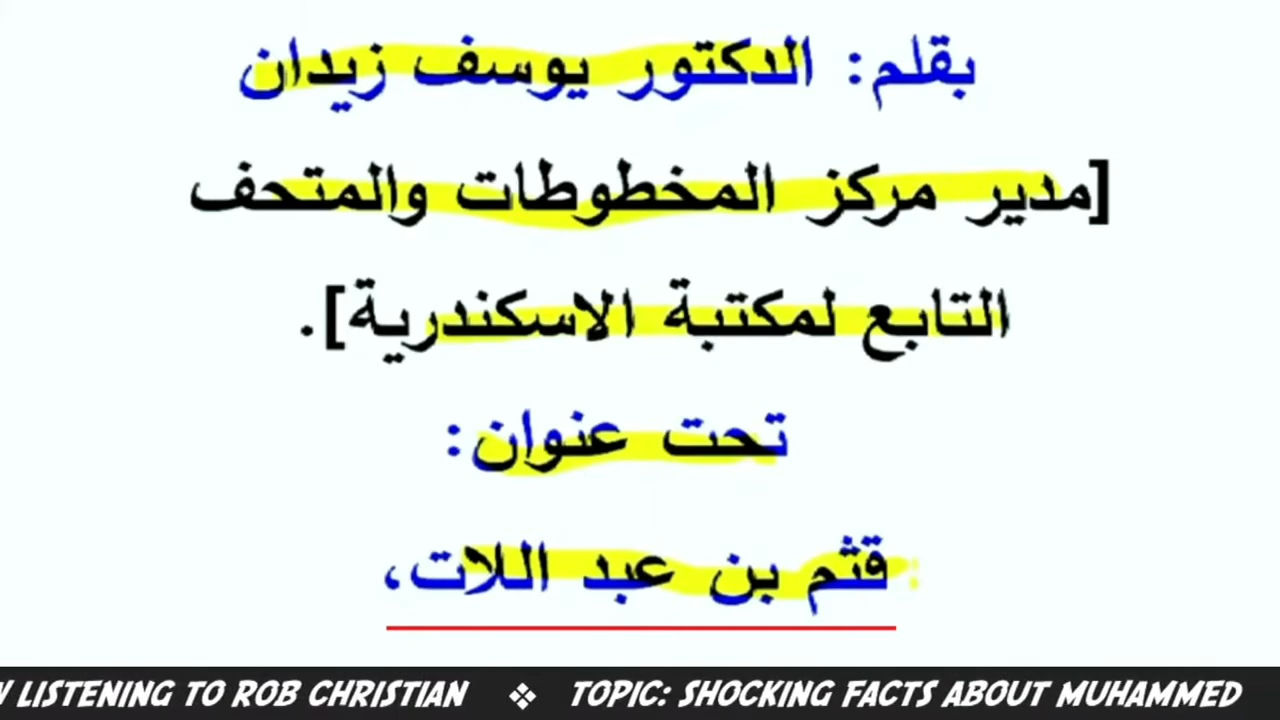 بقلم: الدكتور يوسف زيدان
[مدير مركز المخطوطات والمتحف
التابع لمكتبة الاسكندرية].
تحت عنوان:
قثم بن عبد اللات،
LISTENING TO ROB CHRISTIAN ❖ TOPIC: SHOCKING FACTS ABOUT MUHAMMED